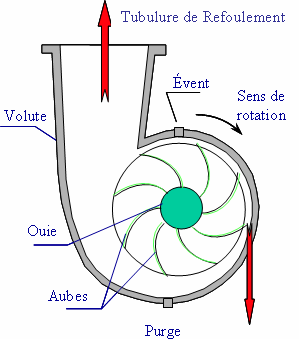 Tubulure de Refoulement
Évent
Sens de
rotation
Volute
Ouie
Aubes
Purge